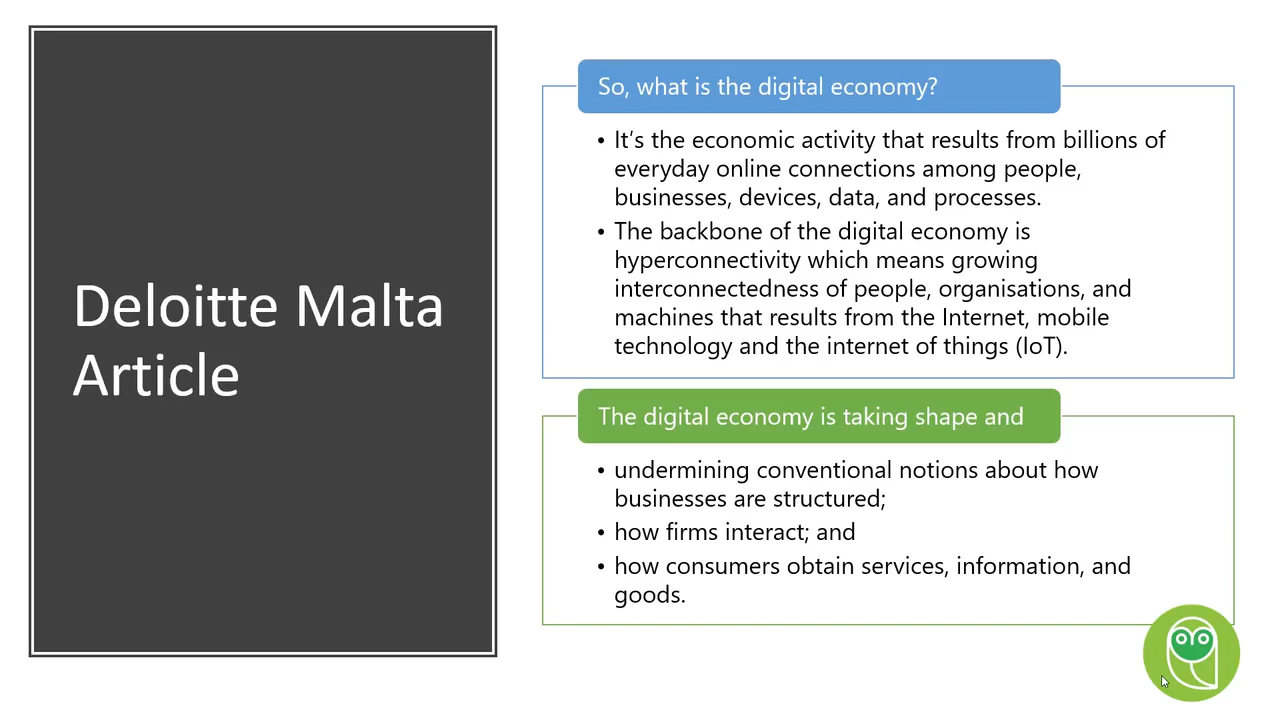 Deloitte Malta
Article
So, what is the digital economy?
• It's the economic activity that results from billions of
everyday online connections among people,
businesses, devices, data, and processes.
• The backbone of the digital economy is
hyperconnectivity which means growing
interconnectedness of people, organisations, and
machines that results from the Internet, mobile
technology and the internet of things (IoT).
The digital economy is taking shape and
• undermining conventional notions about how
businesses are structured;
• how firms interact; and
• how consumers obtain services, information, and
goods.